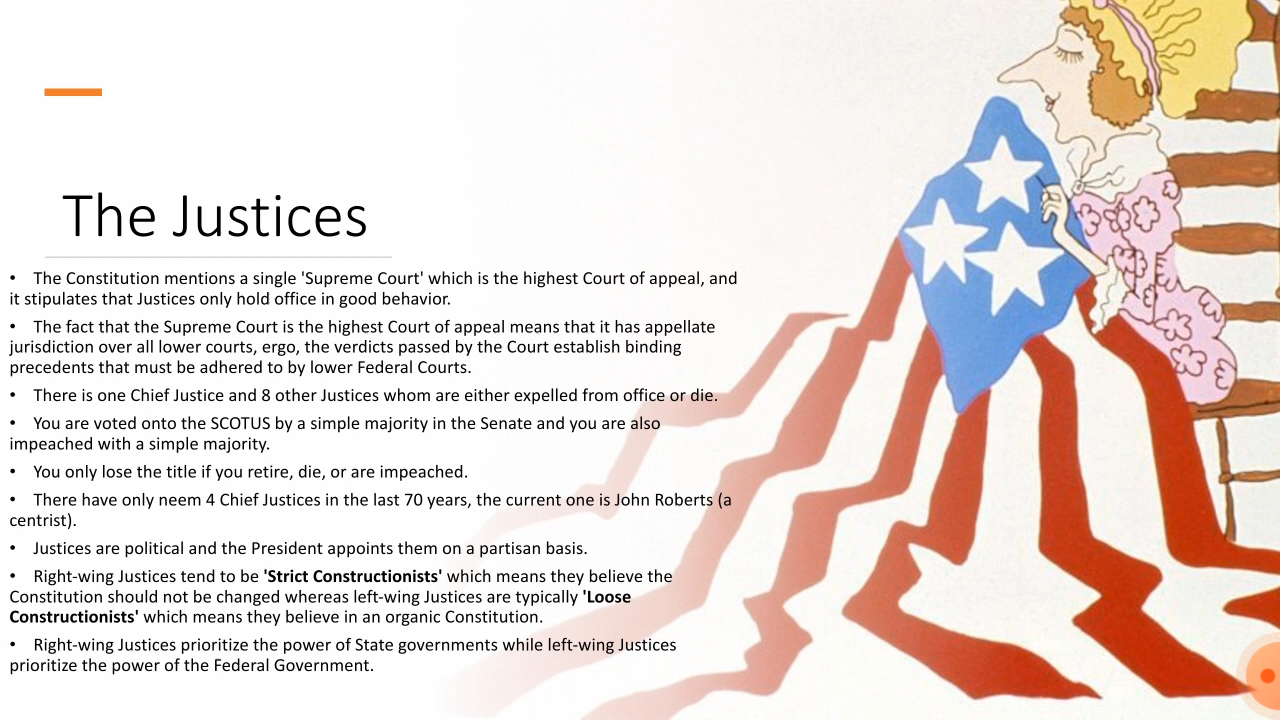 The Justices
• The Constitution mentions a single 'Supreme Court' which is the highest Court of appeal, and
it stipulates that Justices only hold office in good behavior.
• The fact that the Supreme Court is the highest Court of appeal means that it has appellate
jurisdiction over all lower courts, ergo, the verdicts passed by the Court establish binding
precedents that must be adhered to by lower Federal Courts.
• There is one Chief Justice and 8 other Justices whom are either expelled from office or die.
• You are voted onto the SCOTUS by a simple majority in the Senate and you are also
impeached with a simple majority.
• You only lose the title if you retire, die, or are impeached.
• There have only neem 4 Chief Justices in the last 70 years, the current one is John Roberts (a
centrist).
• Justices are political and the President appoints them on a partisan basis.
• Right-wing Justices tend to be 'Strict Constructionists' which means they believe the
Constitution should not be changed whereas left-wing Justices are typically 'Loose
Constructionists' which means they believe in an organic Constitution.
• Right-wing Justices prioritize the power of State governments while left-wing Justices
prioritize the power of the Federal Government.